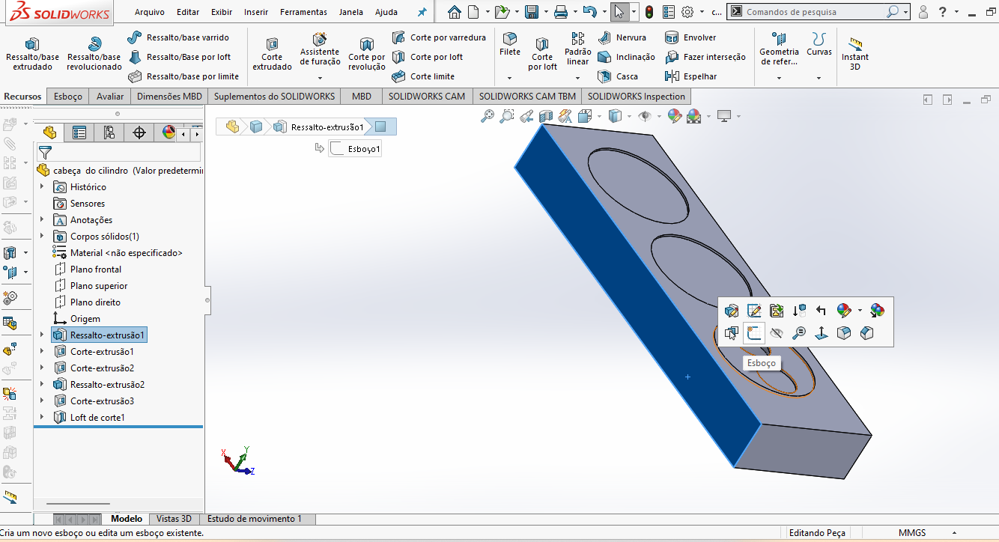 SOLIDWORKS
Arquivo Editar Exibir Inserir Ferramentas Janela Ajuda
c...
Comandos de pesquisa
?
Ressalto/base extrudado
Ressalto/base revolucionado
Ressalto/base varrido
Ressalto/Base por loft
Ressalto/base por limite
Corte extrudado
Assistente de furação
Corte por revolução
Corte por varredura
Corte por loft
Corte limite
Filete
Corte por loft
Padrão linear
Nervura
Inclinação
Casca
Envolver
Fazer interseção
Espelhar
Geometria de refer...
Curvas
Instant 3D
Recursos Esboço Avaliar Dimensões MBD Suplementos do SOLIDWORKS MBD SOLIDWORKS CAM SOLIDWORKS CAM TBM SOLIDWORKS Inspection
Ressalto-extrusão1
Esboço1
cabeça do cilindro (Valor predetermi
Histórico
Sensores
Anotações
Corpos sólidos(1)
Material <não especificado>
Plano frontal
Plano superior
Plano direito
Origem
Ressalto-extrusão1
Corte-extrusão1
Corte-extrusão2
Ressalto-extrusão2
Corte-extrusão3
Loft de corte1
Esboço
X Y Z
Modelo Vistas 3D Estudo de movimento 1
Cria um novo esboço ou edita um esboço existente.
Editando Peça
MMGS